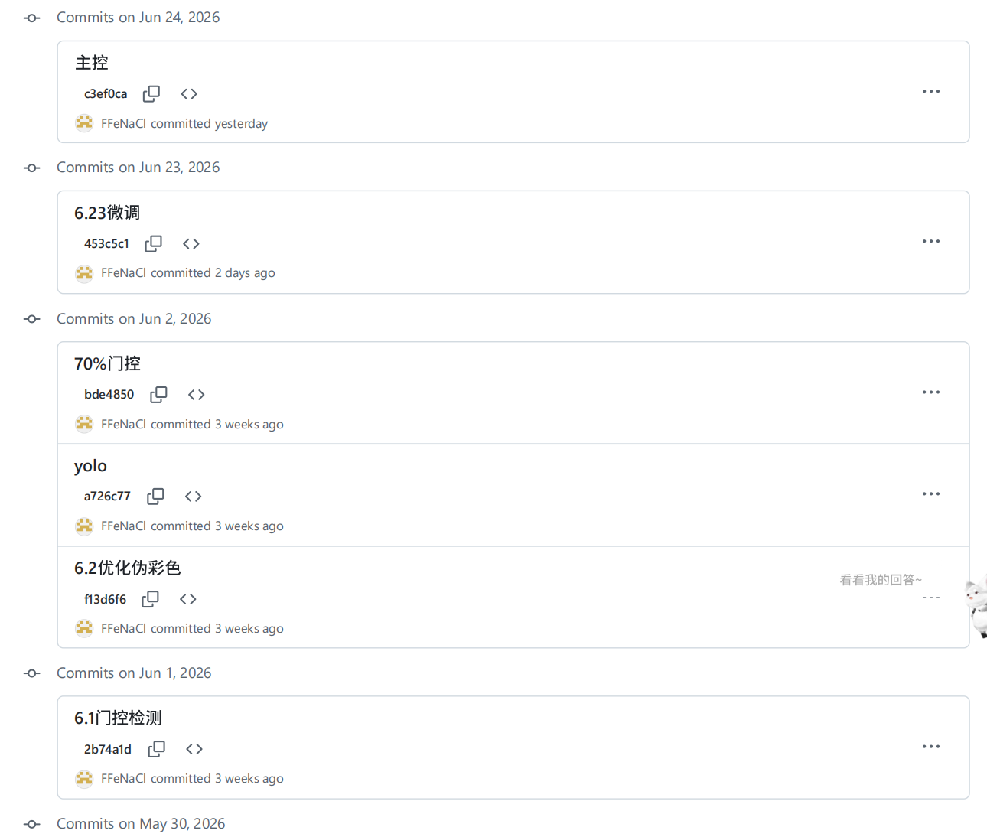 Commits on Jun 24, 2026
主控
c3ef0ca
FFeNaCl committed yesterday
Commits on Jun 23, 2026
6.23微调
453c5c1
FFeNaCl committed 2 days ago
Commits on Jun 2, 2026
70%门控
bde4850
FFeNaCl committed 3 weeks ago
yolo
a726c77
FFeNaCl committed 3 weeks ago
6.2优化伪彩色
看看我的回答~
f13d6f6
FFeNaCl committed 3 weeks ago
Commits on Jun 1, 2026
6.1门控检测
2b74a1d
FFeNaCl committed 3 weeks ago
Commits on May 30, 2026